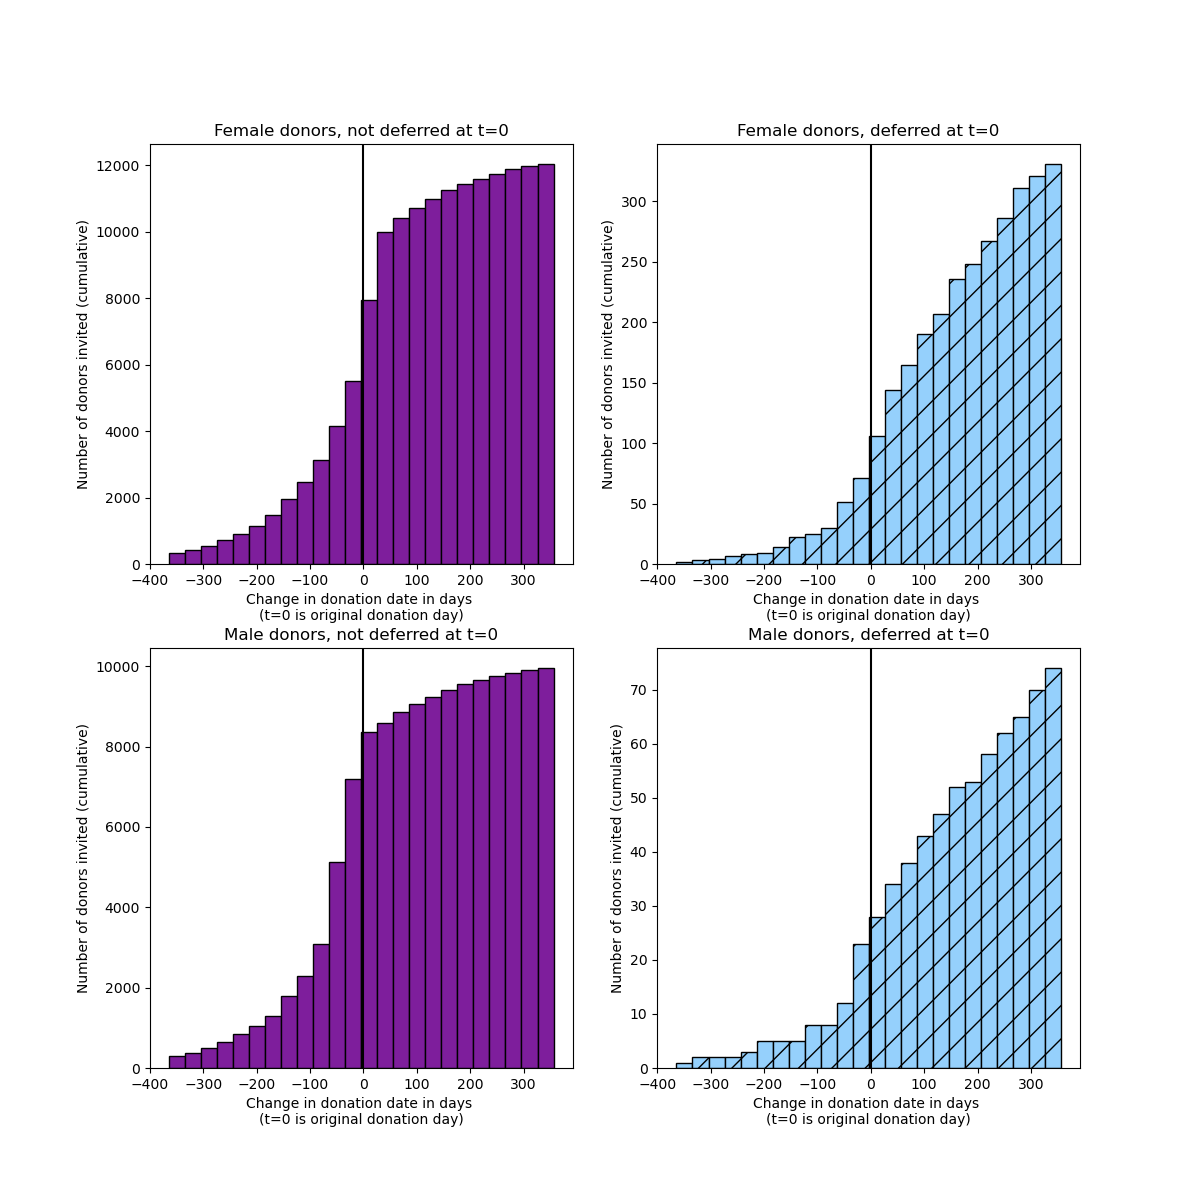 Female donors, not deferred at t=0
Number of donors invited (cumulative)
12000
10000
8000
6000
4000
2000
0
−400 −300 −200 −100 0 100 200 300
Change in donation date in days
(t=0 is original donation day)
Female donors, deferred at t=0
Number of donors invited (cumulative)
300
250
200
150
100
50
0
−400 −300 −200 −100 0 100 200 300
Change in donation date in days
(t=0 is original donation day)
Male donors, not deferred at t=0
Number of donors invited (cumulative)
10000
8000
6000
4000
2000
0
−400 −300 −200 −100 0 100 200 300
Change in donation date in days
(t=0 is original donation day)
Male donors, deferred at t=0
Number of donors invited (cumulative)
70
60
50
40
30
20
10
0
−400 −300 −200 −100 0 100 200 300
Change in donation date in days
(t=0 is original donation day)